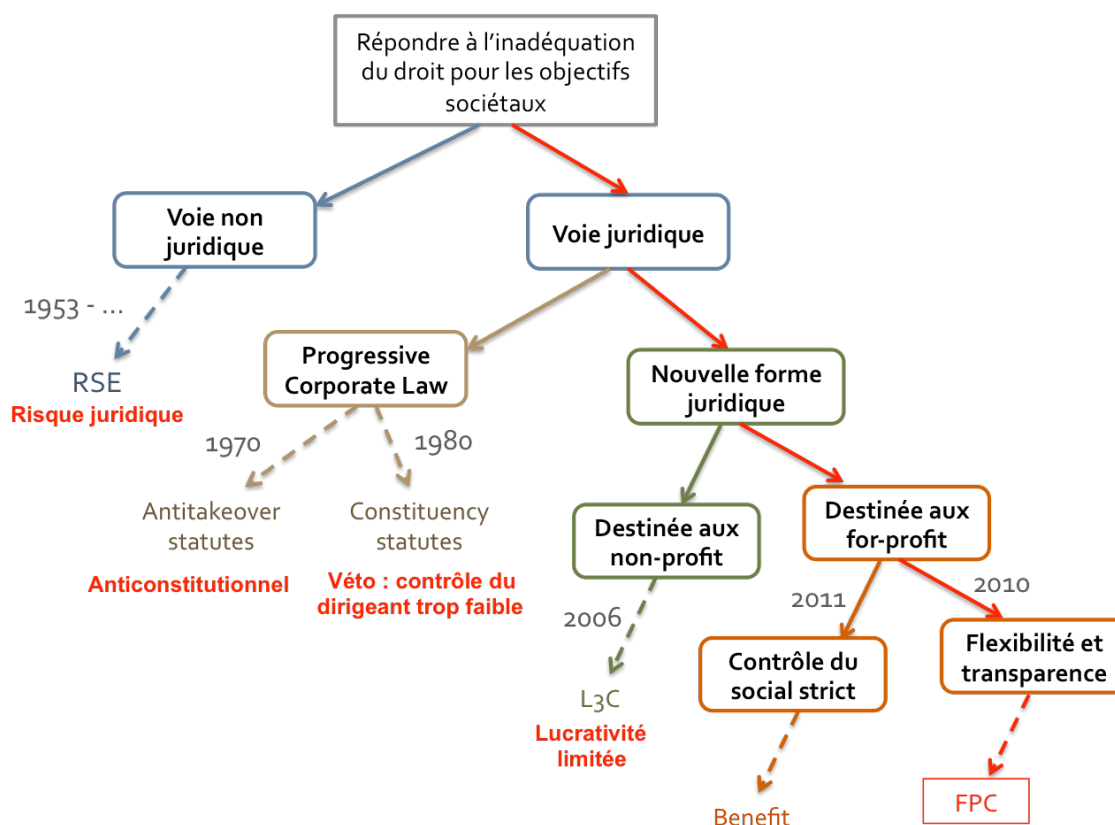 Répondre à l'inadéquation
du droit pour les objectifs
sociétaux
Voie non
juridique
Voie juridique
1953 - ...
RSE
Risque juridique
Progressive
Corporate Law
Nouvelle forme
juridique
1970
1980
Antitakeover
statutes
Anticonstitutionnel
Constituency
statutes
Véto : contrôle du
dirigeant trop faible
Destinée aux
non-profit
Destinée aux
for-profit
2006
2011
2010
L3C
Lucrativité
limitée
Contrôle du
social strict
Flexibilité et
transparence
Benefit
FPC